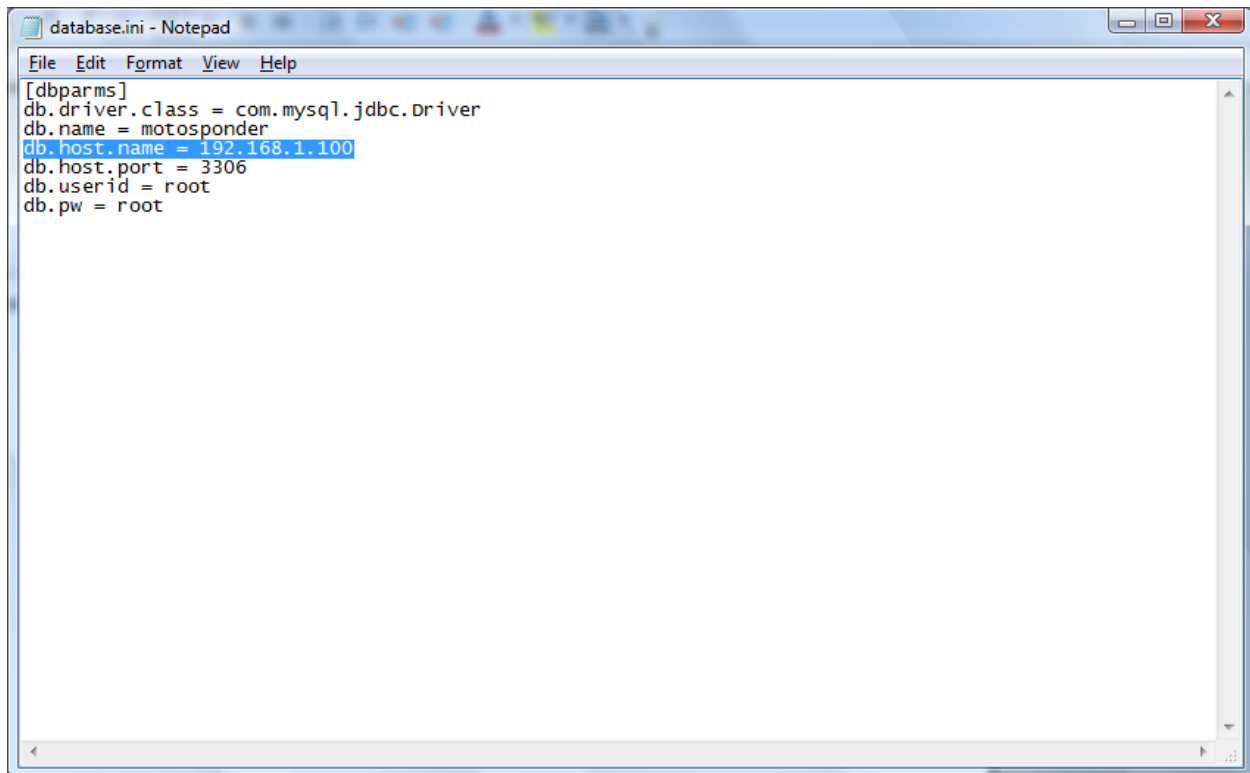 database.ini - Notepad
File Edit Format View Help
[dbparms]
db.driver.class = com.mysql.jdbc.Driver
db.name = motosponder
db.host.name = 192.168.1.100
db.host.port = 3306
db.userid = root
db.pw = root